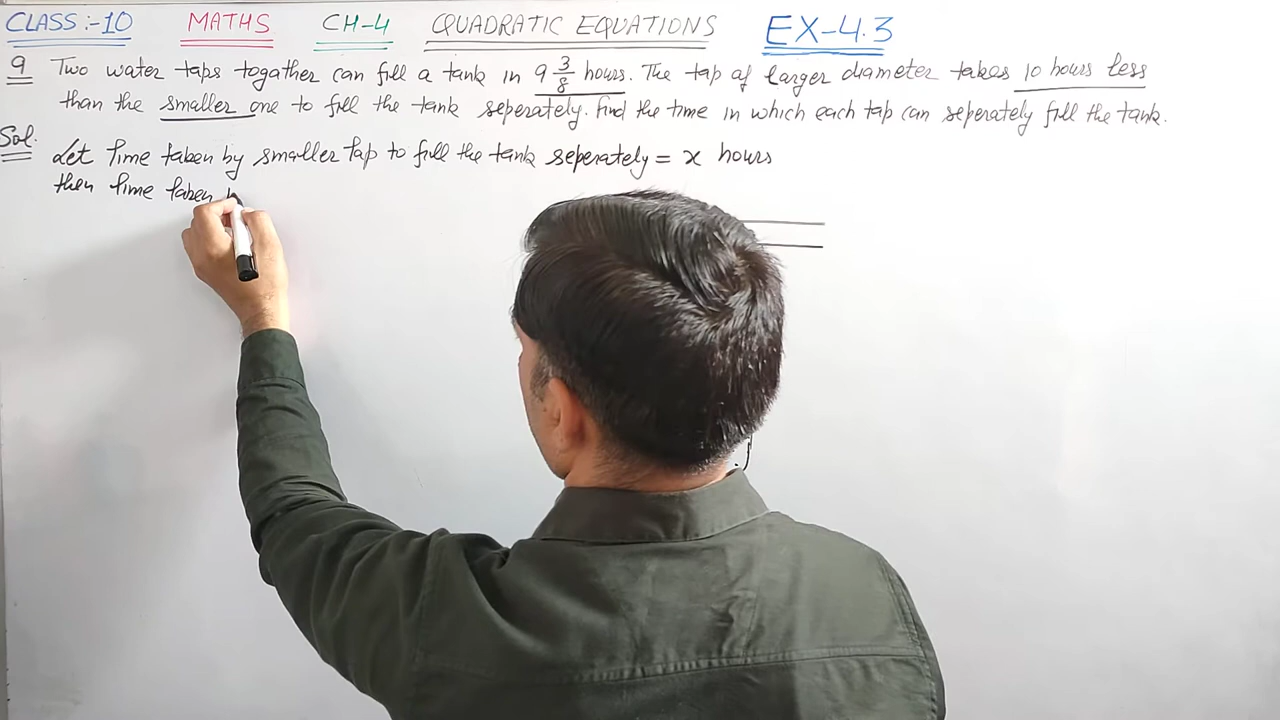 CLASS:-10 MATHS CH-4 QUADRATIC EQUATIONS EX-4.3
9 Two water taps togather can fill a tank in 9 3/8 hours. The tap of larger diameter takes 10 hours less
than the smaller one to fill the tank seperately. Find the time in which each tap can seperately fill the tank.
Sol. Let Time taken by smaller Tap to fill the tank seperately = x hours
then Time Taken